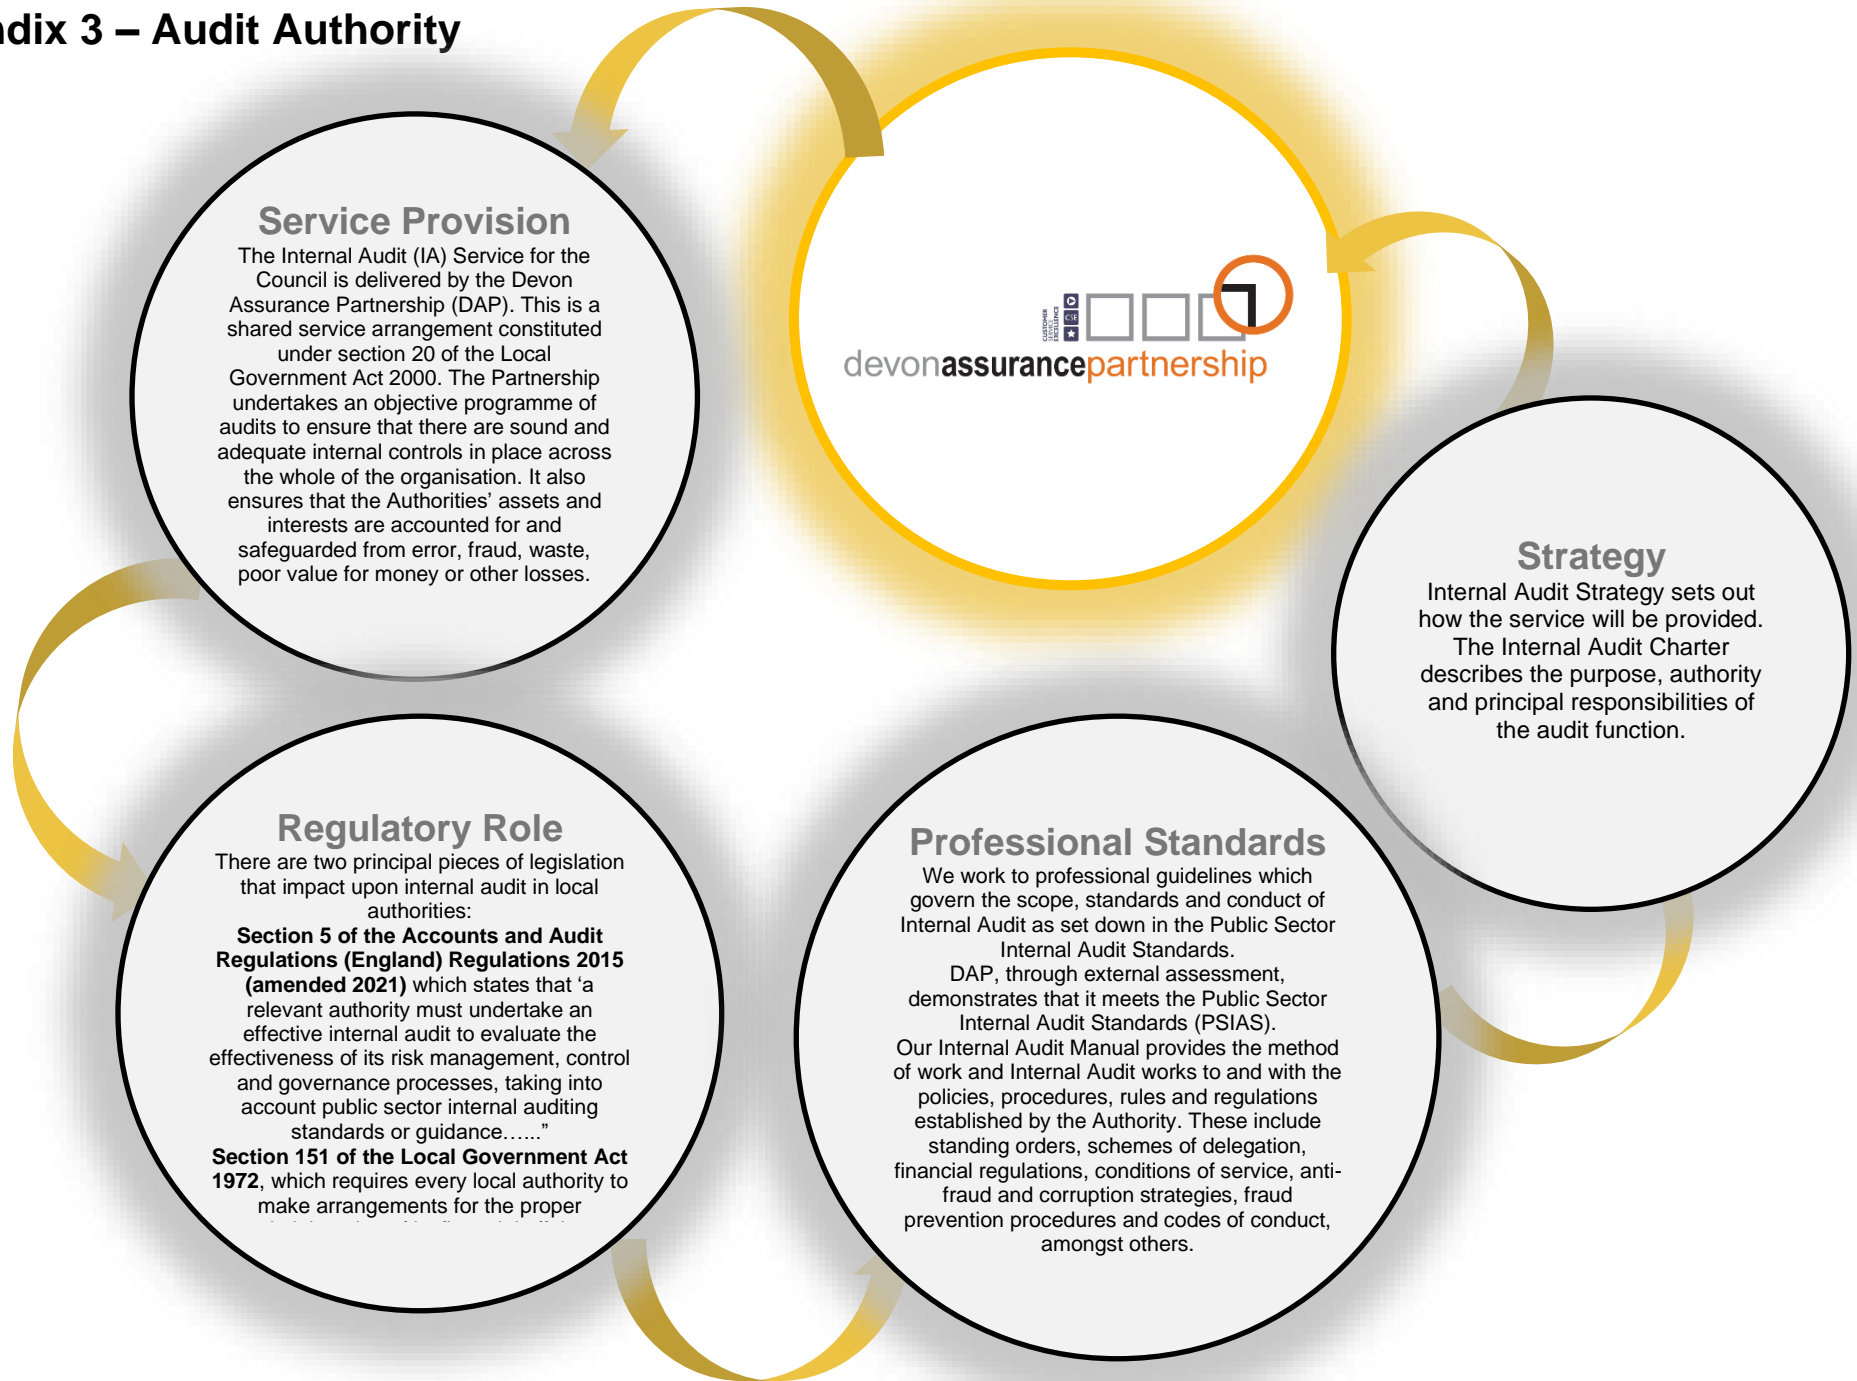 ndix 3 – Audit Authority
Service Provision
The Internal Audit (IA) Service for the
Council is delivered by the Devon
Assurance Partnership (DAP). This is a
shared service arrangement constituted
under section 20 of the Local
Government Act 2000. The Partnership
undertakes an objective programme of
audits to ensure that there are sound and
adequate internal controls in place across
the whole of the organisation. It also
ensures that the Authorities’ assets and
interests are accounted for and
safeguarded from error, fraud, waste,
poor value for money or other losses.
CUSTOMER
SERVICE
EXCELLENCE
CSE
devonassurancepartnership
Strategy
Internal Audit Strategy sets out
how the service will be provided.
The Internal Audit Charter
describes the purpose, authority
and principal responsibilities of
the audit function.
Regulatory Role
There are two principal pieces of legislation
that impact upon internal audit in local
authorities:
Section 5 of the Accounts and Audit
Regulations (England) Regulations 2015
(amended 2021) which states that ‘a
relevant authority must undertake an
effective internal audit to evaluate the
effectiveness of its risk management, control
and governance processes, taking into
account public sector internal auditing
standards or guidance…...”
Section 151 of the Local Government Act
1972, which requires every local authority to
make arrangements for the proper
Professional Standards
We work to professional guidelines which
govern the scope, standards and conduct of
Internal Audit as set down in the Public Sector
Internal Audit Standards.
DAP, through external assessment,
demonstrates that it meets the Public Sector
Internal Audit Standards (PSIAS).
Our Internal Audit Manual provides the method
of work and Internal Audit works to and with the
policies, procedures, rules and regulations
established by the Authority. These include
standing orders, schemes of delegation,
financial regulations, conditions of service, anti-
fraud and corruption strategies, fraud
prevention procedures and codes of conduct,
amongst others.